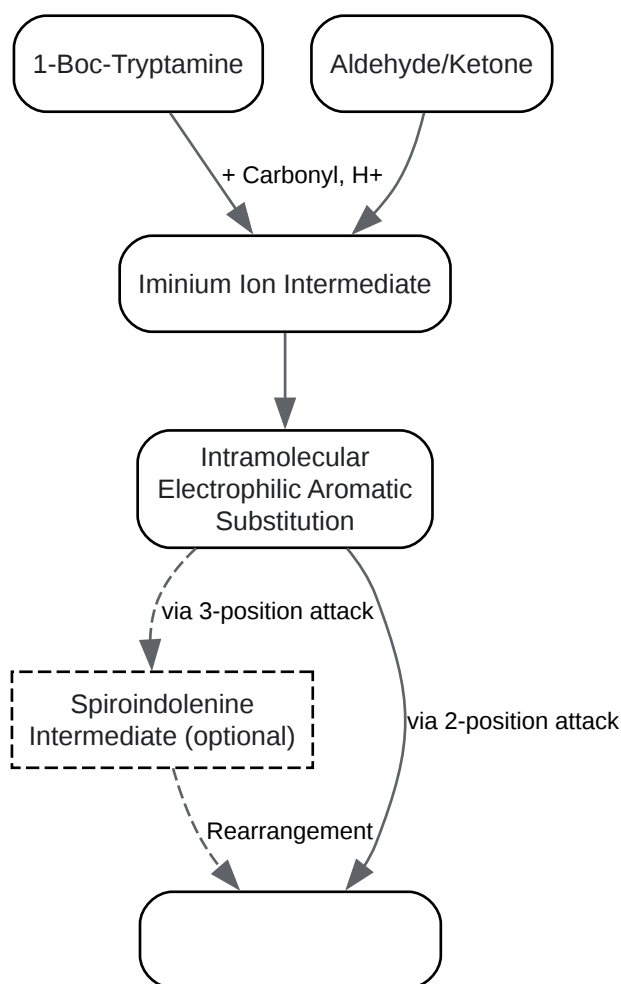 1-Boc-Tryptamine
Aldehyde/Ketone
+ Carbonyl, H+
Iminium Ion Intermediate
Intramolecular
Electrophilic Aromatic
Substitution
via 3-position attack
Spiroindolenine
Intermediate (optional)
via 2-position attack
Rearrangement